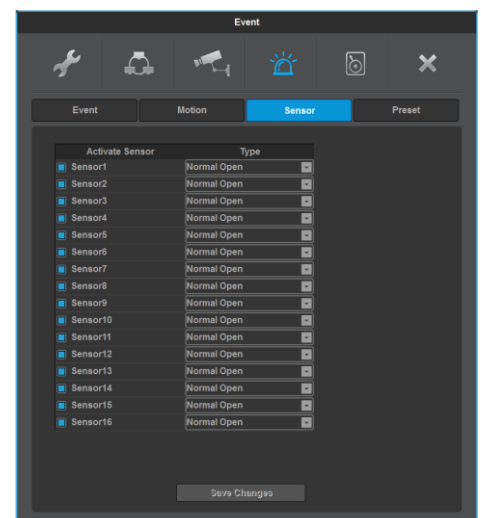 Event
Event Motion Sensor Preset
Activate Sensor Type
Sensor1 Normal Open
Sensor2 Normal Open
Sensor3 Normal Open
Sensor4 Normal Open
Sensor5 Normal Open
Sensor6 Normal Open
Sensor7 Normal Open
Sensor8 Normal Open
Sensor9 Normal Open
Sensor10 Normal Open
Sensor11 Normal Open
Sensor12 Normal Open
Sensor13 Normal Open
Sensor14 Normal Open
Sensor15 Normal Open
Sensor16 Normal Open
Save Changes